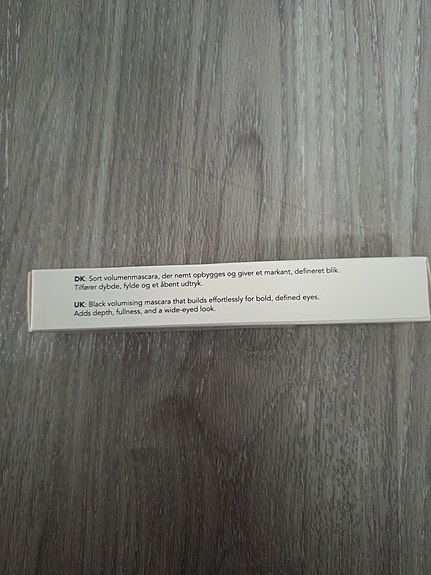 DK: Sort volumenmascara, der nemt opbygges og giver et markant, defineret blik.
Tilfører dybde, fylde og et åbent udtryk.
UK: Black volumising mascara that builds effortlessly for bold, defined eyes.
Adds depth, fullness, and a wide-eyed look.